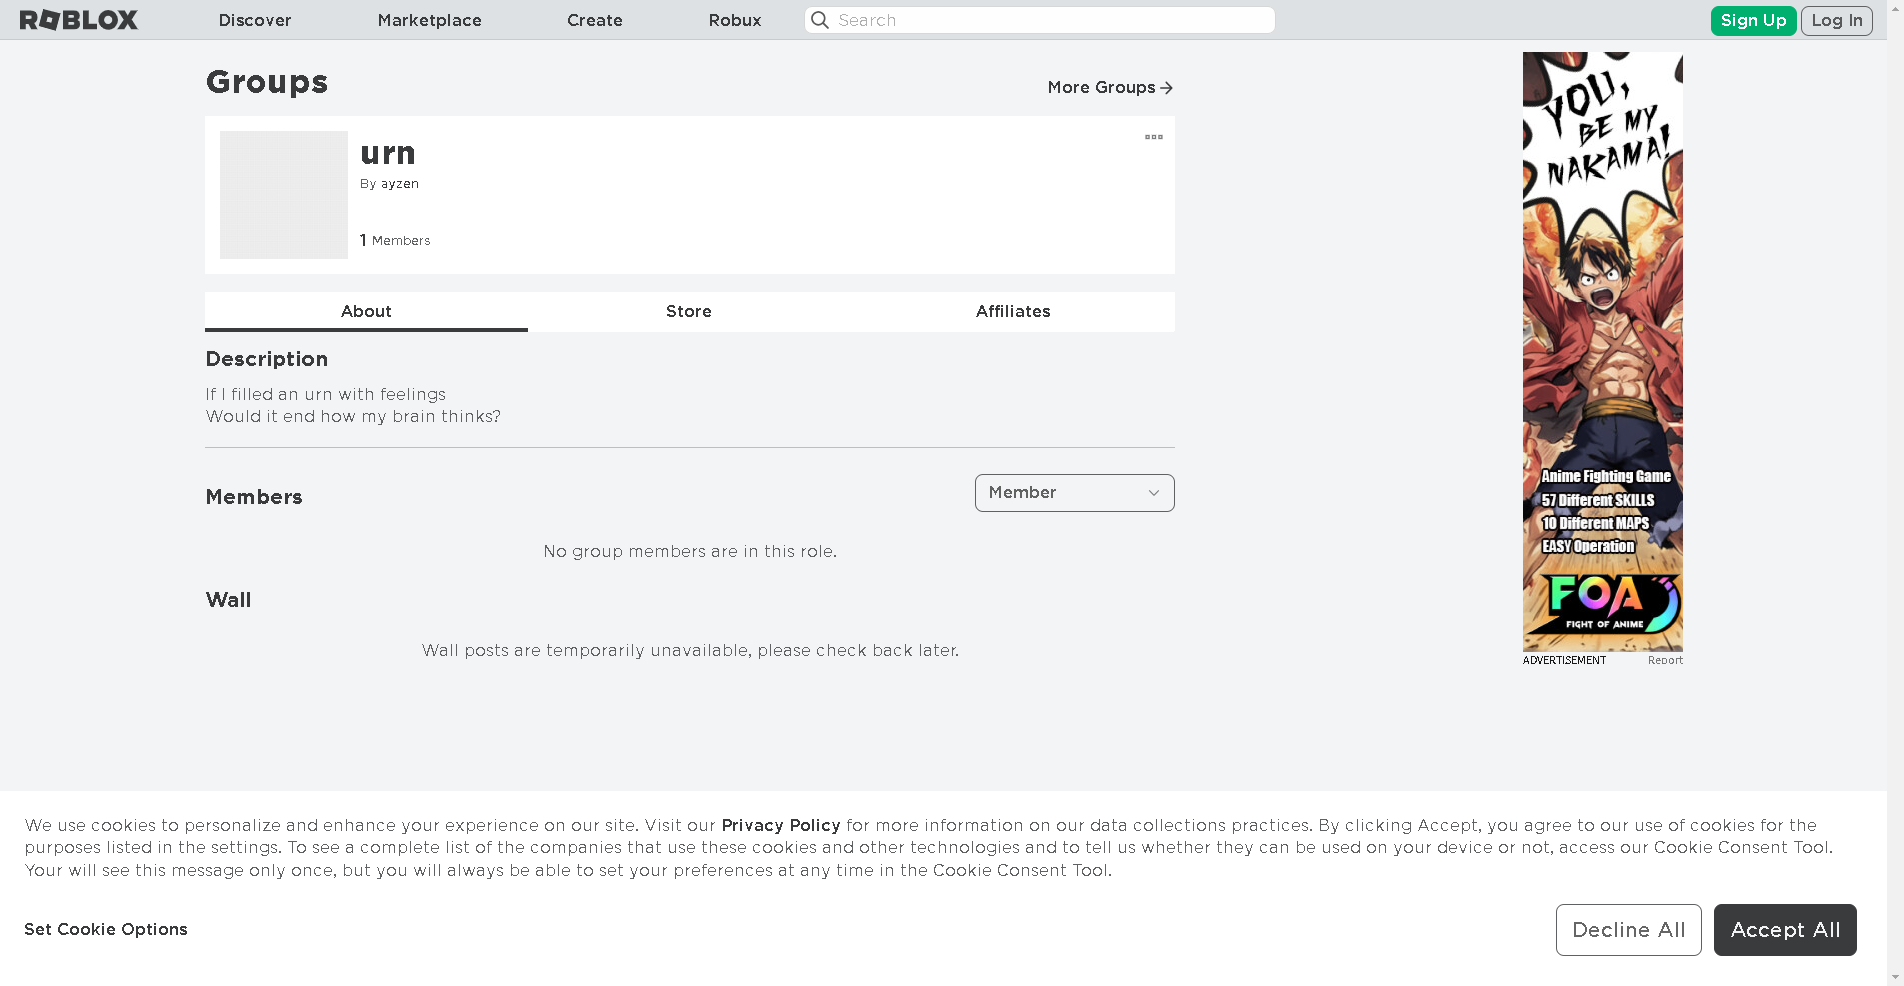 ROBLOX Discover Marketplace Create Robux Search Sign Up Log In
Groups
More Groups
urn
By ayzen
1 Members
About Store Affiliates
Description
If I filled an urn with feelings
Would it end how my brain thinks?
Members
Member
No group members are in this role.
Wall
Wall posts are temporarily unavailable, please check back later.
YOU,
BE MY
NAKAMA!
Anime Fighting Game
57 Different SKILLS
10 Different MAPS
EASY Operation
FOA
FIGHT OF ANIME
ADVERTISEMENT Report
We use cookies to personalize and enhance your experience on our site. Visit our Privacy Policy for more information on our data collections practices. By clicking Accept, you agree to our use of cookies for the
purposes listed in the settings. To see a complete list of the companies that use these cookies and other technologies and to tell us whether they can be used on your device or not, access our Cookie Consent Tool.
Your will see this message only once, but you will always be able to set your preferences at any time in the Cookie Consent Tool.
Set Cookie Options
Decline All Accept All